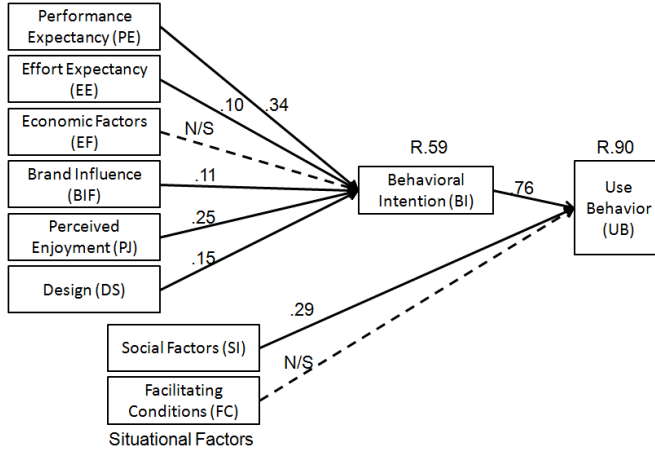 Performance
Expectancy (PE)
Effort Expectancy
(EE)
.10
.34
Economic Factors
(EF)
N/S
R.59
R.90
Brand Influence
(BIF)
.11
Behavioral
Intention (BI)
.76
Use
Behavior
(UB)
Perceived
Enjoyment (PJ)
.25
.15
Design (DS)
.29
Social Factors (SI)
N/S
Facilitating
Conditions (FC)
Situational Factors